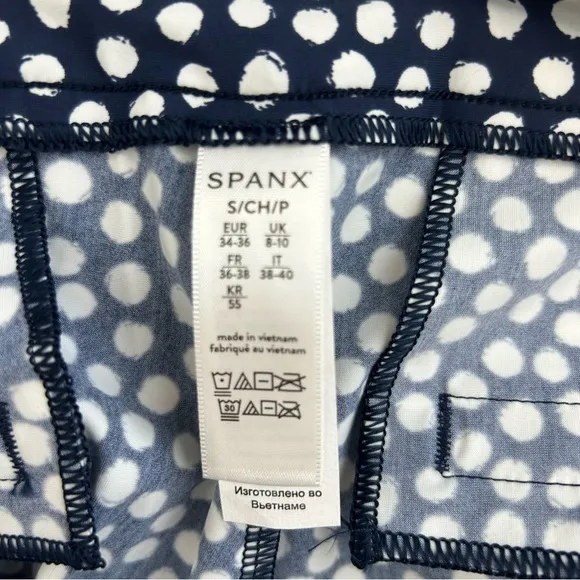 SPANX®
S/CH/P
EUR UK
34-36 8-10
FR IT
36-38 38-40
KR
55
made in vietnam
fabriqué au vietnam
30
Изготовлено во
Вьетнаме